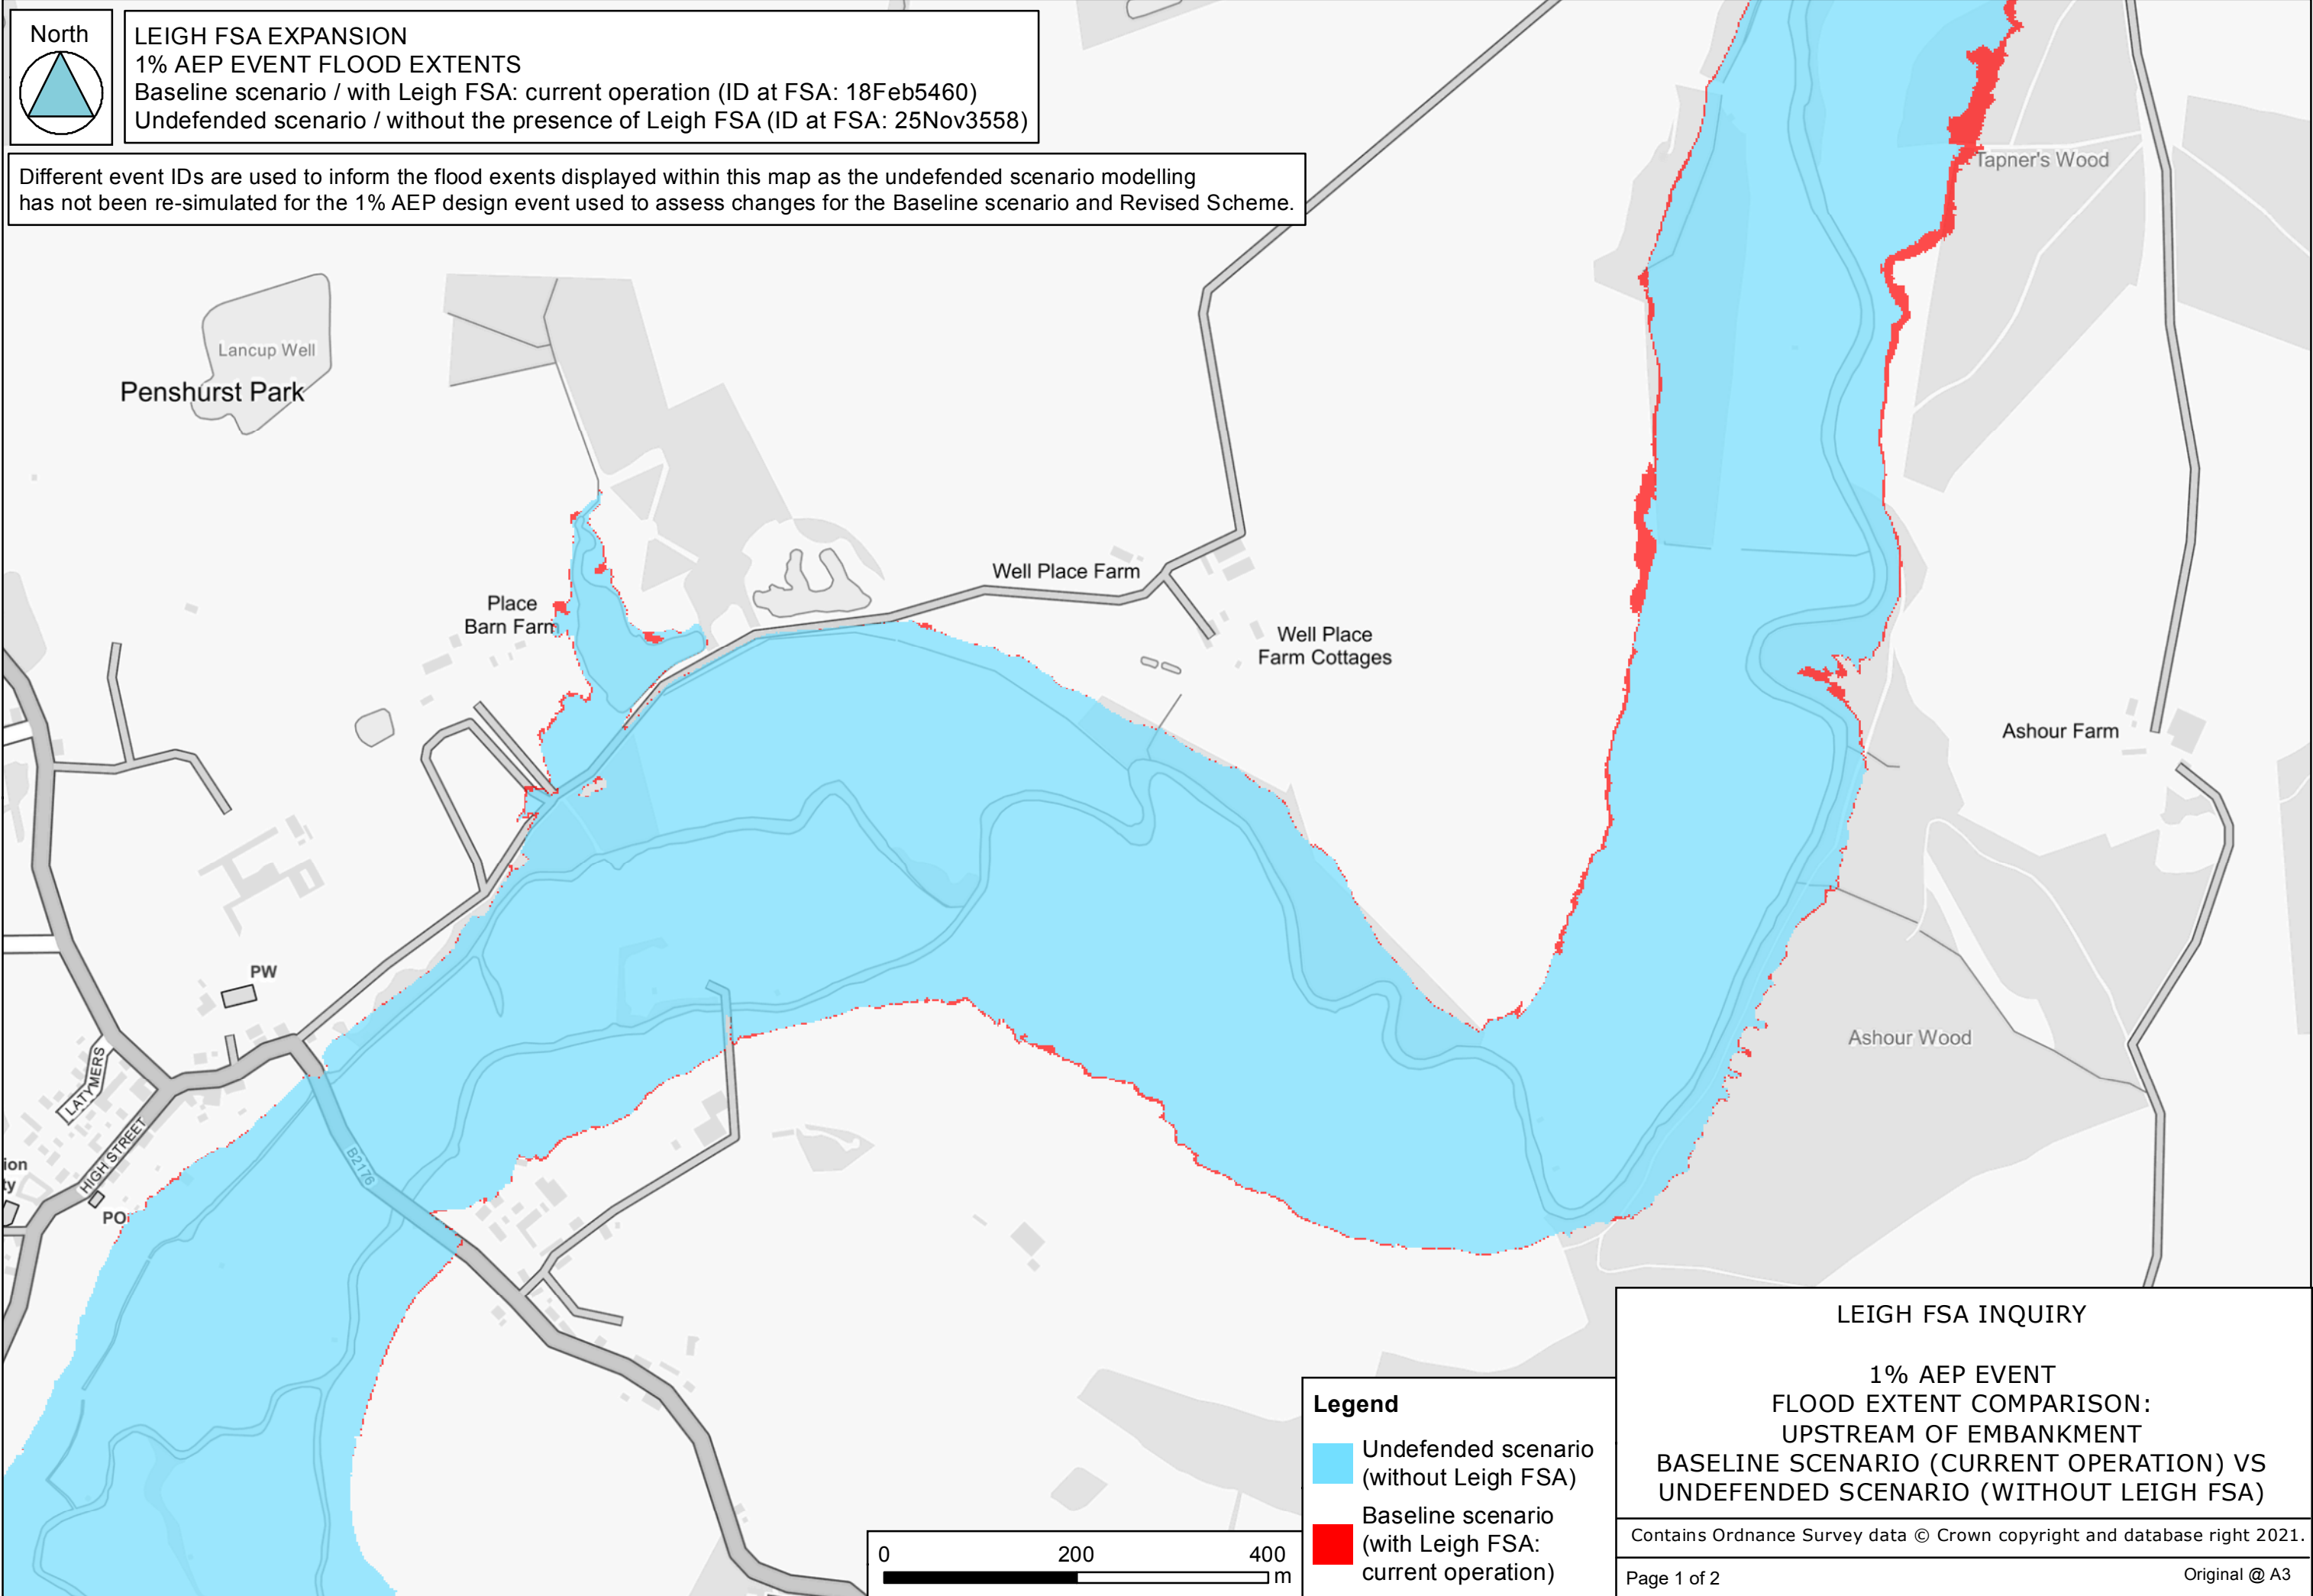 North
LEIGH FSA EXPANSION
1% AEP EVENT FLOOD EXTENTS
Baseline scenario / with Leigh FSA: current operation (ID at FSA: 18Feb5460)
Undefended scenario / without the presence of Leigh FSA (ID at FSA: 25Nov3558)
Different event IDs are used to inform the flood exents displayed within this map as the undefended scenario modelling
has not been re-simulated for the 1% AEP design event used to assess changes for the Baseline scenario and Revised Scheme.
Tapner's Wood
Lancup Well
Penshurst Park
Well Place Farm
Place
Barn Farm
Well Place
Farm Cottages
Ashour Farm
PW
Ashour Wood
LATYMERS
HIGH STREET
B2176
ion
ty
PO
Legend
Undefended scenario
(without Leigh FSA)
Baseline scenario
(with Leigh FSA:
current operation)
0 200 400
m
LEIGH FSA INQUIRY
1% AEP EVENT
FLOOD EXTENT COMPARISON:
UPSTREAM OF EMBANKMENT
BASELINE SCENARIO (CURRENT OPERATION) VS
UNDEFENDED SCENARIO (WITHOUT LEIGH FSA)
Contains Ordnance Survey data © Crown copyright and database right 2021.
Page 1 of 2
Original @ A3